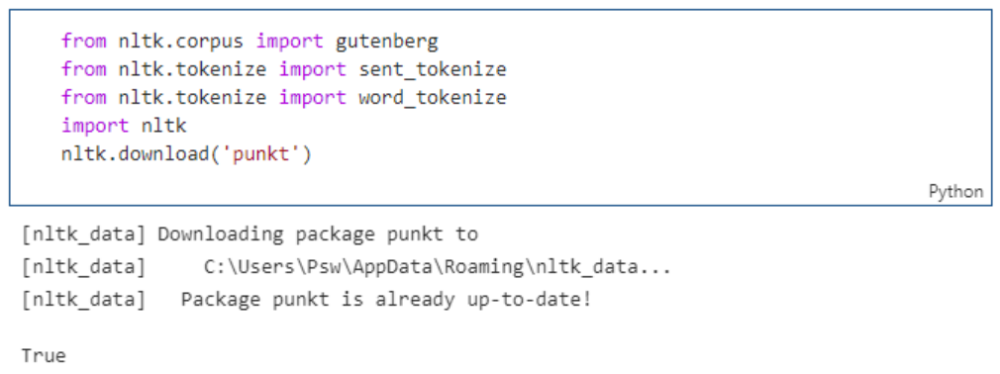 from nltk.corpus import gutenberg
from nltk.tokenize import sent_tokenize
from nltk.tokenize import word_tokenize
import nltk
nltk.download('punkt')
Python
[nltk_data] Downloading package punkt to
[nltk_data]     C:\Users\Psw\AppData\Roaming\nltk_data...
[nltk_data]   Package punkt is already up-to-date!
True